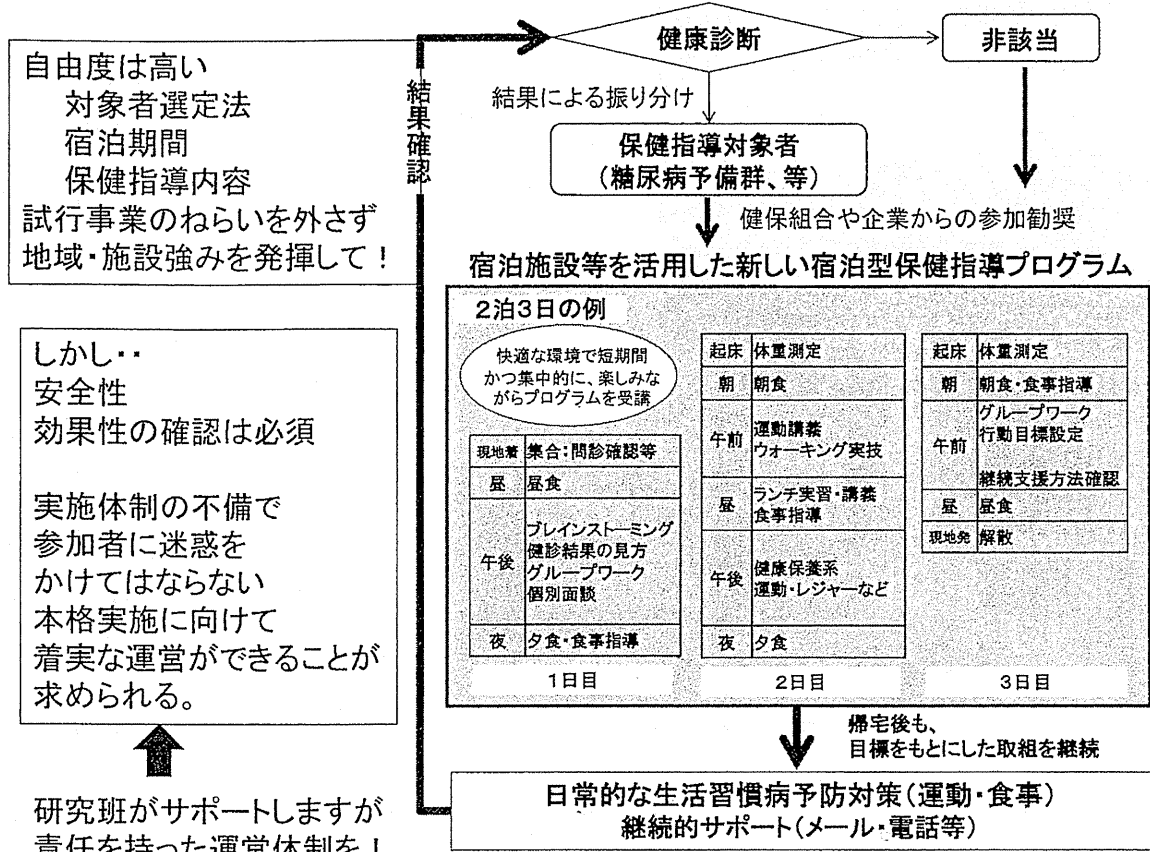 自由度は高い
対象者選定法
宿泊期間
保健指導内容
試行事業のねらいを外さず
地域・施設強みを発揮して！
しかし・・
安全性
効果性の確認は必須
実施体制の不備で
参加者に迷惑を
かけてはならない
本格実施に向けて
着実な運営ができることが
求められる。
研究班がサポートしますが
責任を持った運営体制を！
結果確認
健康診断
非該当
結果による振り分け
保健指導対象者
（糖尿病予備群、等）
健保組合や企業からの参加勧奨
宿泊施設等を活用した新しい宿泊型保健指導プログラム
2泊3日の例
快適な環境で短期間
かつ集中的に、楽しみな
がらプログラムを受講
現地着 集合：問診確認等
昼 昼食
午後 ブレインストーミング
健診結果の見方
グループワーク
個別面談
夜 夕食・食事指導
1日目
起床 体重測定
朝 朝食
午前 運動講義
ウォーキング実技
昼 ランチ実習・講義
食事指導
午後 健康保養系
運動・レジャーなど
夜 夕食
2日目
起床 体重測定
朝 朝食・食事指導
午前 グループワーク
行動目標設定
継続支援方法確認
昼 昼食
現地発 解散
3日目
帰宅後も、
目標をもとにした取組を継続
日常的な生活習慣病予防対策（運動・食事）
継続的サポート（メール・電話等）